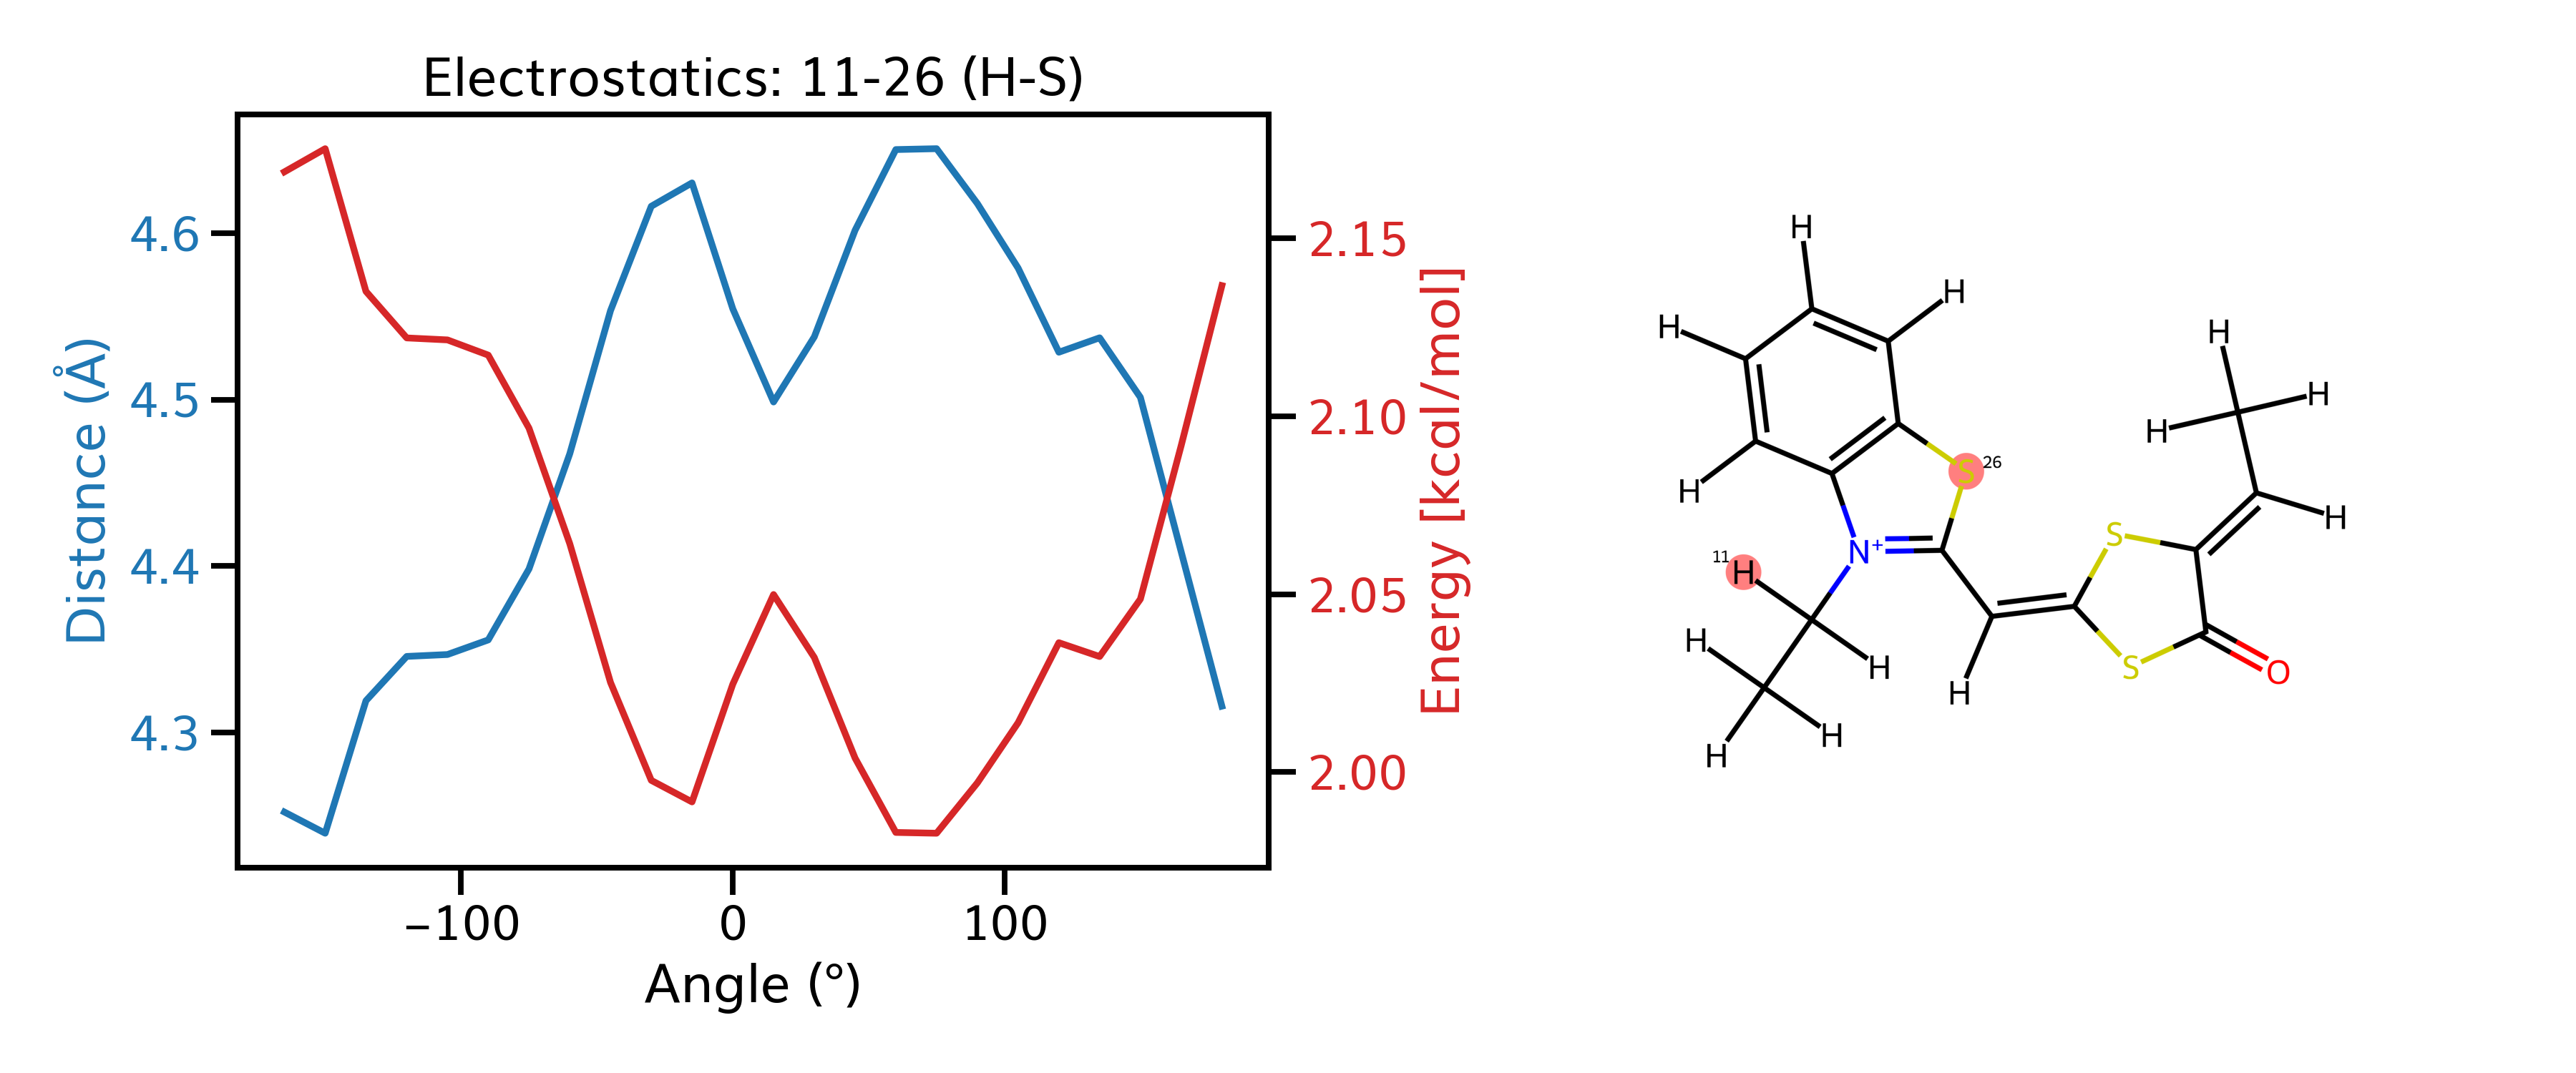 Electrostatics: 11-26 (H-S)
4.6
4.5
4.4
4.3
Distance (Å)
2.15
2.10
2.05
2.00
Energy [kcal/mol]
−100 0 100
Angle (°)
H
H
H
H
H
H
H
H
S 26
H
S
N+
11 H
H
H
H
S
O
H
H
H